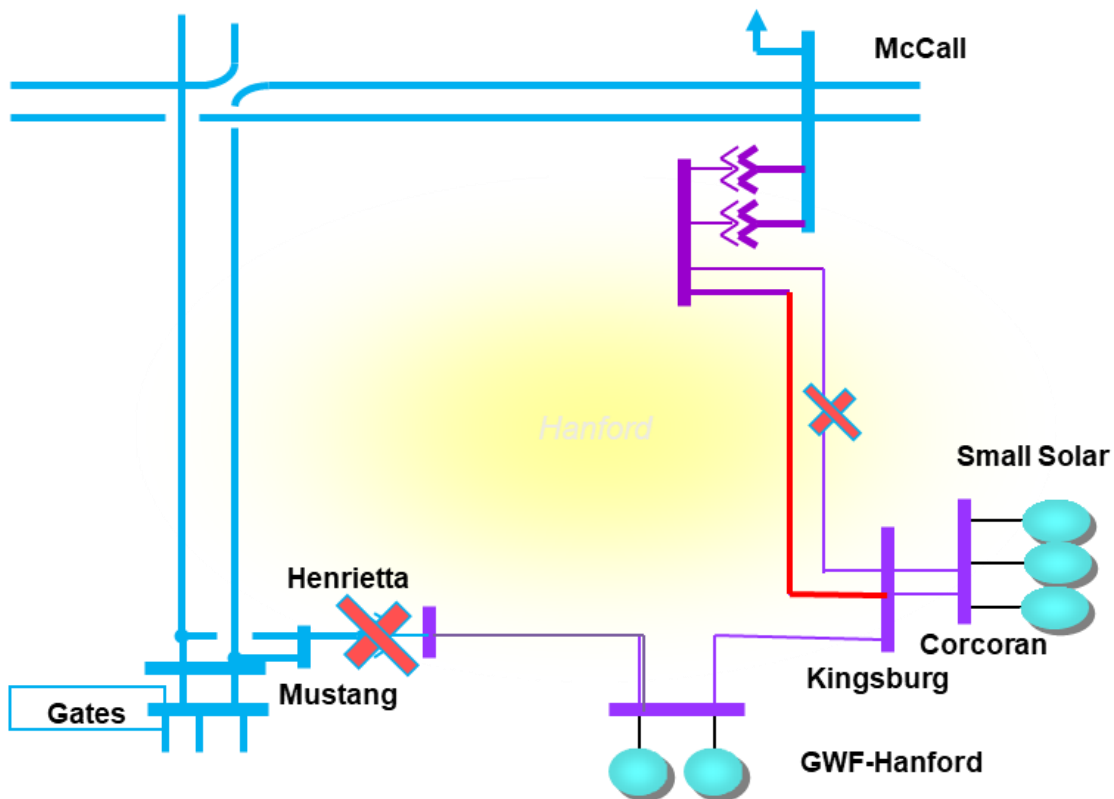 McCall
Hanford
Small Solar
Henrietta
Corcoran
Kingsburg
Mustang
Gates
GWF-Hanford